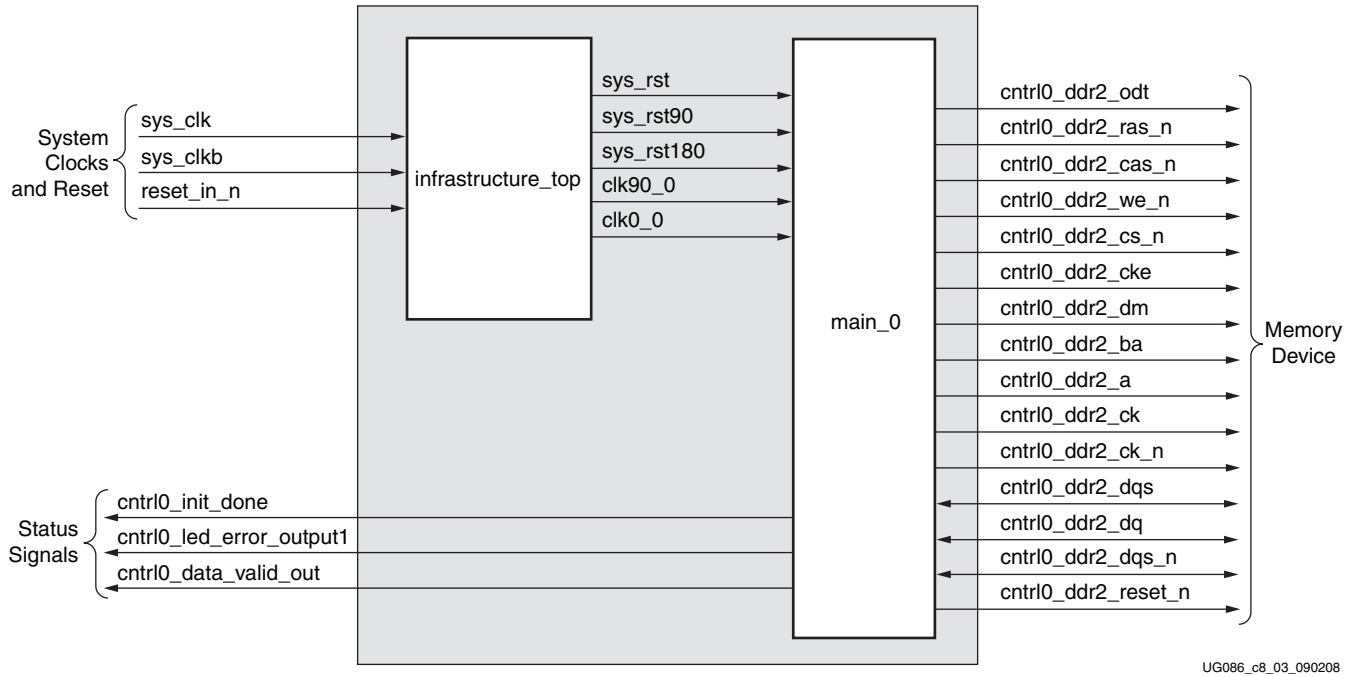 System
Clocks
and Reset
sys_clk
sys_clkb
reset_in_n
infrastructure_top
sys_rst
sys_rst90
sys_rst180
clk90_0
clk0_0
main_0
cntrl0_ddr2_odt
cntrl0_ddr2_ras_n
cntrl0_ddr2_cas_n
cntrl0_ddr2_we_n
cntrl0_ddr2_cs_n
cntrl0_ddr2_cke
cntrl0_ddr2_dm
cntrl0_ddr2_ba
cntrl0_ddr2_a
cntrl0_ddr2_ck
cntrl0_ddr2_ck_n
cntrl0_ddr2_dqs
cntrl0_ddr2_dq
cntrl0_ddr2_dqs_n
cntrl0_ddr2_reset_n
Memory
Device
Status
Signals
cntrl0_init_done
cntrl0_led_error_output1
cntrl0_data_valid_out
UG086_c8_03_090208